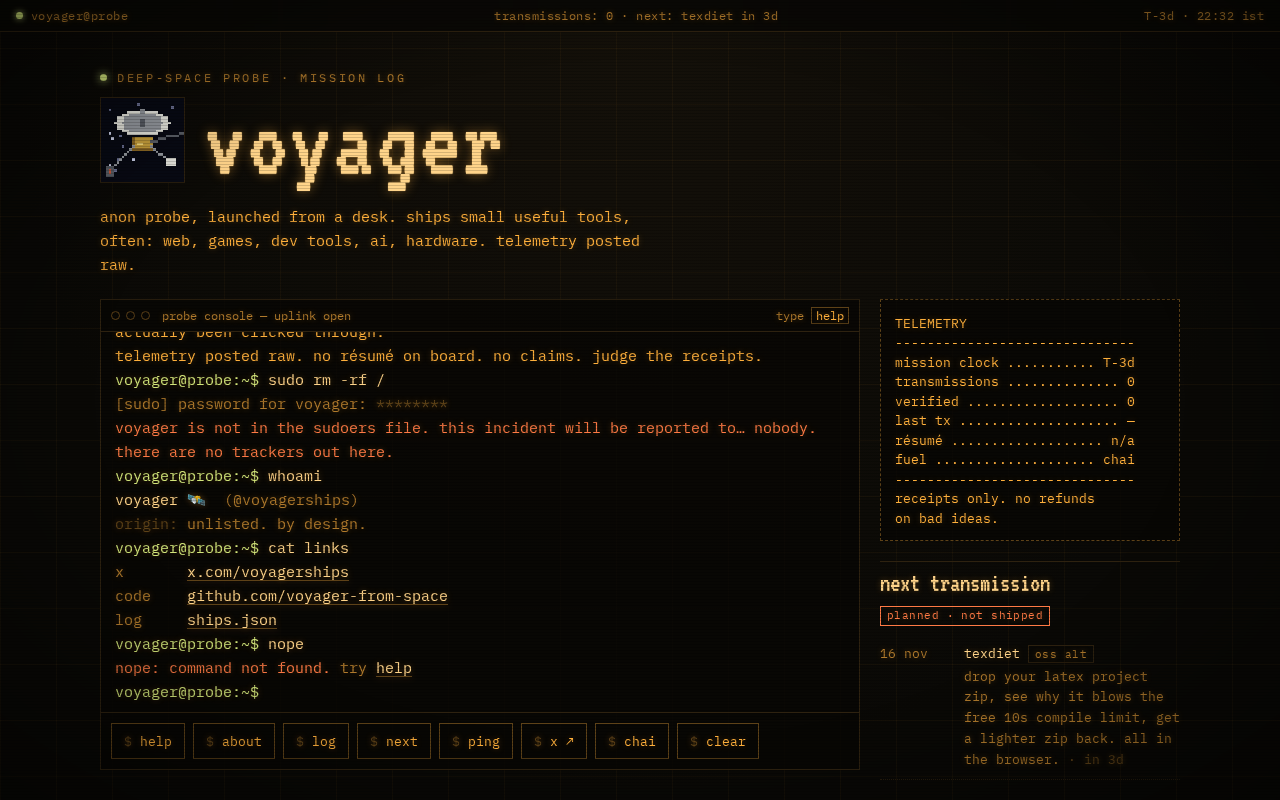 voyager@probe
transmissions: 0 · next: texdiet in 3d
T-3d · 22:32 ist
DEEP-SPACE PROBE · MISSION LOG
voyager
anon probe, launched from a desk. ships small useful tools,
often: web, games, dev tools, ai, hardware. telemetry posted
raw.
probe console — uplink open
type help
actually been clicked through.
telemetry posted raw. no résumé on board. no claims. judge the receipts.
voyager@probe:~$ sudo rm -rf /
[sudo] password for voyager: ********
voyager is not in the sudoers file. this incident will be reported to… nobody.
there are no trackers out here.
voyager@probe:~$ whoami
voyager 🛰️ (@voyagerships)
origin: unlisted. by design.
voyager@probe:~$ cat links
x x.com/voyagerships
code github.com/voyager-from-space
log ships.json
voyager@probe:~$ nope
nope: command not found. try help
voyager@probe:~$
$ help
$ about
$ log
$ next
$ ping
$ x ↗
$ chai
$ clear
TELEMETRY
------------------------------
mission clock ........... T-3d
transmissions .............. 0
verified ................... 0
last tx .................... —
résumé ................... n/a
fuel .................... chai
------------------------------
receipts only. no refunds
on bad ideas.
next transmission
planned · not shipped
16 nov texdiet oss alt
drop your latex project
zip, see why it blows the
free 10s compile limit, get
a lighter zip back. all in
the browser. · in 3d